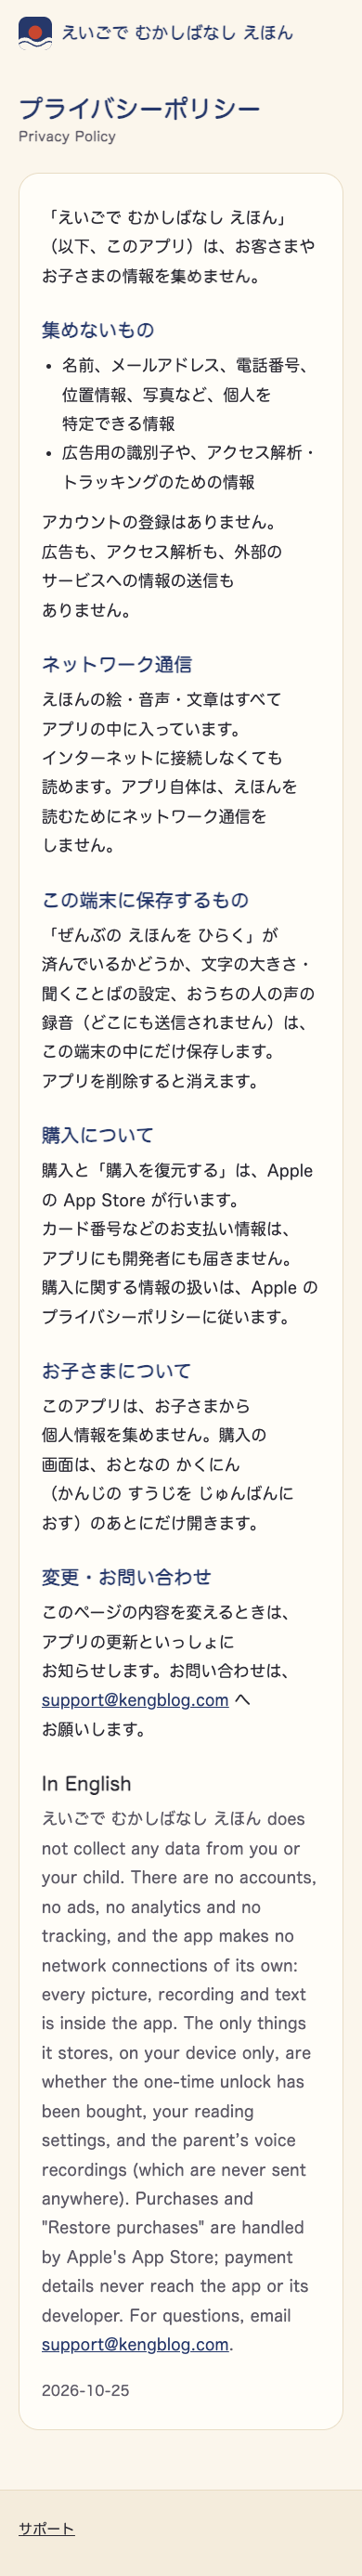 えいごで むかしばなし えほん
プライバシーポリシー
Privacy Policy
「えいごで むかしばなし えほん」
（以下、このアプリ）は、お客さまや
お子さまの情報を集めません。
集めないもの
• 名前、メールアドレス、電話番号、
位置情報、写真など、個人を
特定できる情報
• 広告用の識別子や、アクセス解析・
トラッキングのための情報
アカウントの登録はありません。
広告も、アクセス解析も、外部の
サービスへの情報の送信も
ありません。
ネットワーク通信
えほんの絵・音声・文章はすべて
アプリの中に入っています。
インターネットに接続しなくても
読めます。アプリ自体は、えほんを
読むためにネットワーク通信を
しません。
この端末に保存するもの
「ぜんぶの えほんを ひらく」が
済んでいるかどうか、文字の大きさ・
聞くことばの設定、おうちの人の声の
録音（どこにも送信されません）は、
この端末の中にだけ保存します。
アプリを削除すると消えます。
購入について
購入と「購入を復元する」は、Apple
の App Store が行います。
カード番号などのお支払い情報は、
アプリにも開発者にも届きません。
購入に関する情報の扱いは、Apple の
プライバシーポリシーに従います。
お子さまについて
このアプリは、お子さまから
個人情報を集めません。購入の
画面は、おとなの かくにん
（かんじの すうじを じゅんばんに
おす）のあとにだけ開きます。
変更・お問い合わせ
このページの内容を変えるときは、
アプリの更新といっしょに
お知らせします。お問い合わせは、
support@kengblog.com へ
お願いします。
In English
えいごで むかしばなし えほん does
not collect any data from you or
your child. There are no accounts,
no ads, no analytics and no
tracking, and the app makes no
network connections of its own:
every picture, recording and text
is inside the app. The only things
it stores, on your device only, are
whether the one-time unlock has
been bought, your reading
settings, and the parent’s voice
recordings (which are never sent
anywhere). Purchases and
"Restore purchases" are handled
by Apple's App Store; payment
details never reach the app or its
developer. For questions, email
support@kengblog.com.
2026-10-25
サポート